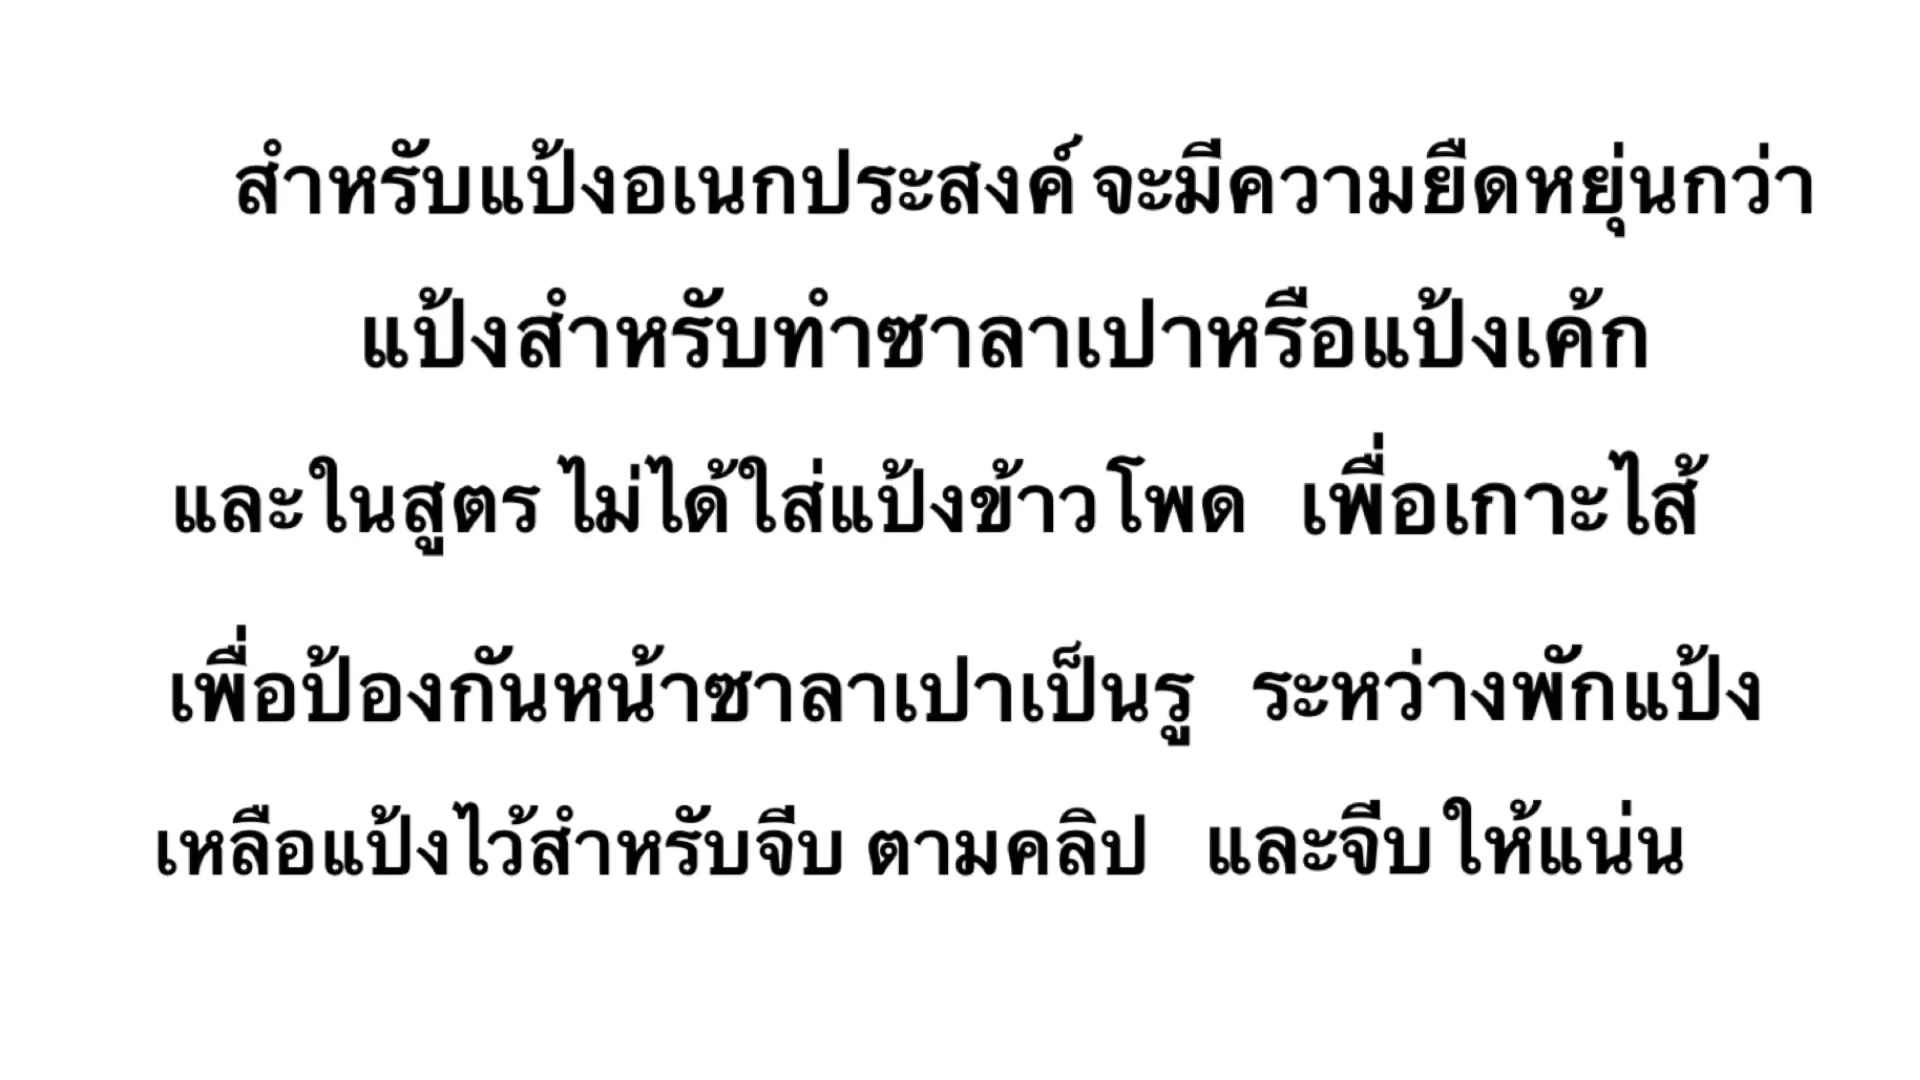 สำหรับแป้งอเนกประสงค์ จะมีความยืดหยุ่นกว่า
แป้งสำหรับทำซาลาเปาหรือแป้งเค้ก
และในสูตร ไม่ได้ใส่แป้งข้าวโพด เพื่อเกาะไส้
เพื่อป้องกันหน้าซาลาเปาเป็นรู ระหว่างพักแป้ง
เหลือแป้งไว้สำหรับจีบ ตามคลิป และจีบให้แน่น